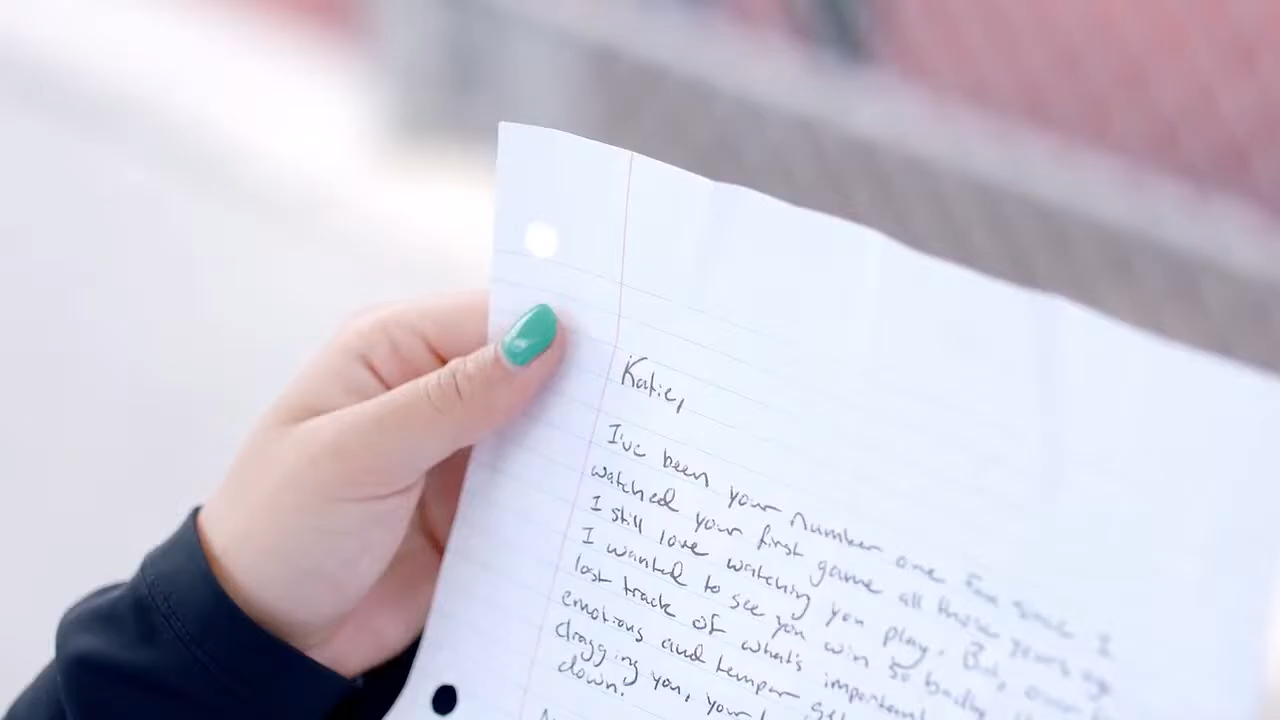 Katie,
I've been your number one fan since I
watched your first game all those years ago
I still love watching you play. But, over
I wanted to see you win so badly
lost track of what's important
emotions and temper get
dragging you, your
down.